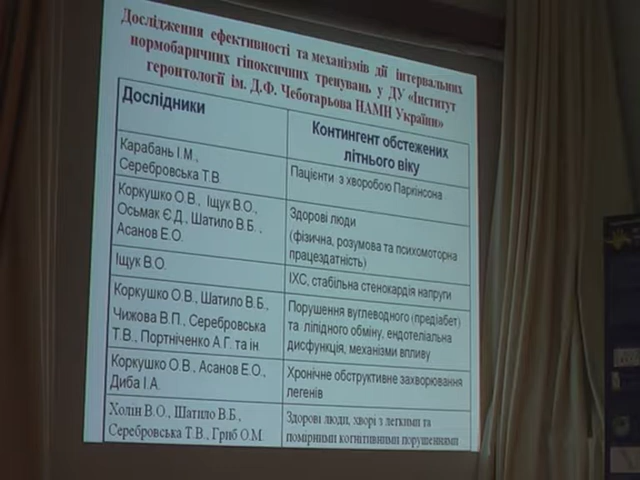 Дослідження ефективності та механізмів дії інтервальних
нормобаричних гіпоксичних тренувань у ДУ «Інститут
геронтології ім. Д.Ф. Чеботарьова НАМН України»
Дослідники
Контингент обстежених
літнього віку
Карабань І.М.,
Серебровська Т.В
Пацієнти з хворобою Паркінсона
Коркушко О.В., Іщук В.О.,
Осьмак Є.Д., Шатило В.Б. ,
Асанов Е.О.
Здорові люди
(фізична, розумова та психомоторна
працездатність)
Іщук В.О.
ІХС, стабільна стенокардія напруги
Коркушко О.В., Шатило В.Б.,
Чижова В.П., Серебровська
Т.В., Портніченко А.Г. та ін.
Порушення вуглеводного (предіабет)
та ліпідного обміну, ендотеліальна
дисфункція, механізми впливу
Коркушко О.В., Асанов Е.О.,
Диба І.А.
Хронічне обструктивне захворювання
легенів
Холін В.О., Шатило В.Б.,
Серебровська Т.В., Гриб О.М.
Здорові люди, хворі з легкими та
помірними когнітивними порушеннями